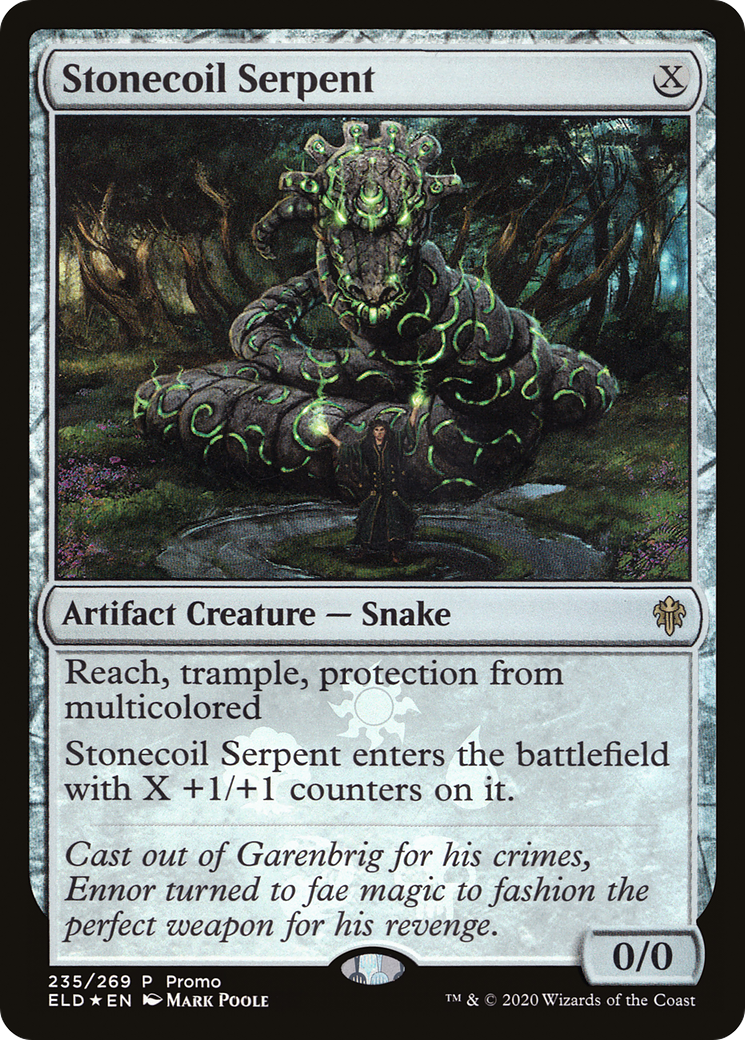 Stonecoil Serpent X
Artifact Creature — Snake
Reach, trample, protection from
multicolored
Stonecoil Serpent enters the battlefield
with X +1/+1 counters on it.
Cast out of Garenbrig for his crimes,
Ennor turned to fae magic to fashion the
perfect weapon for his revenge.
0/0
235/269 P Promo
ELD ★ EN Mark Poole
™ & © 2020 Wizards of the Coast